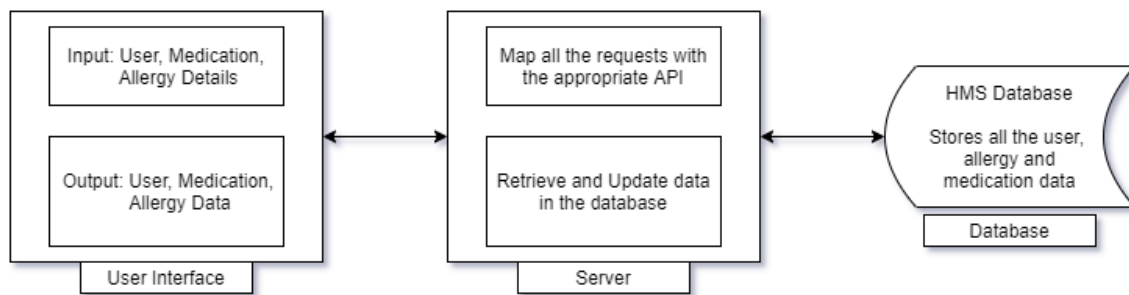 Input: User, Medication,
Allergy Details
Output: User, Medication,
Allergy Data
User Interface
Map all the requests with
the appropriate API
Retrieve and Update data
in the database
Server
HMS Database
Stores all the user,
allergy and
medication data
Database